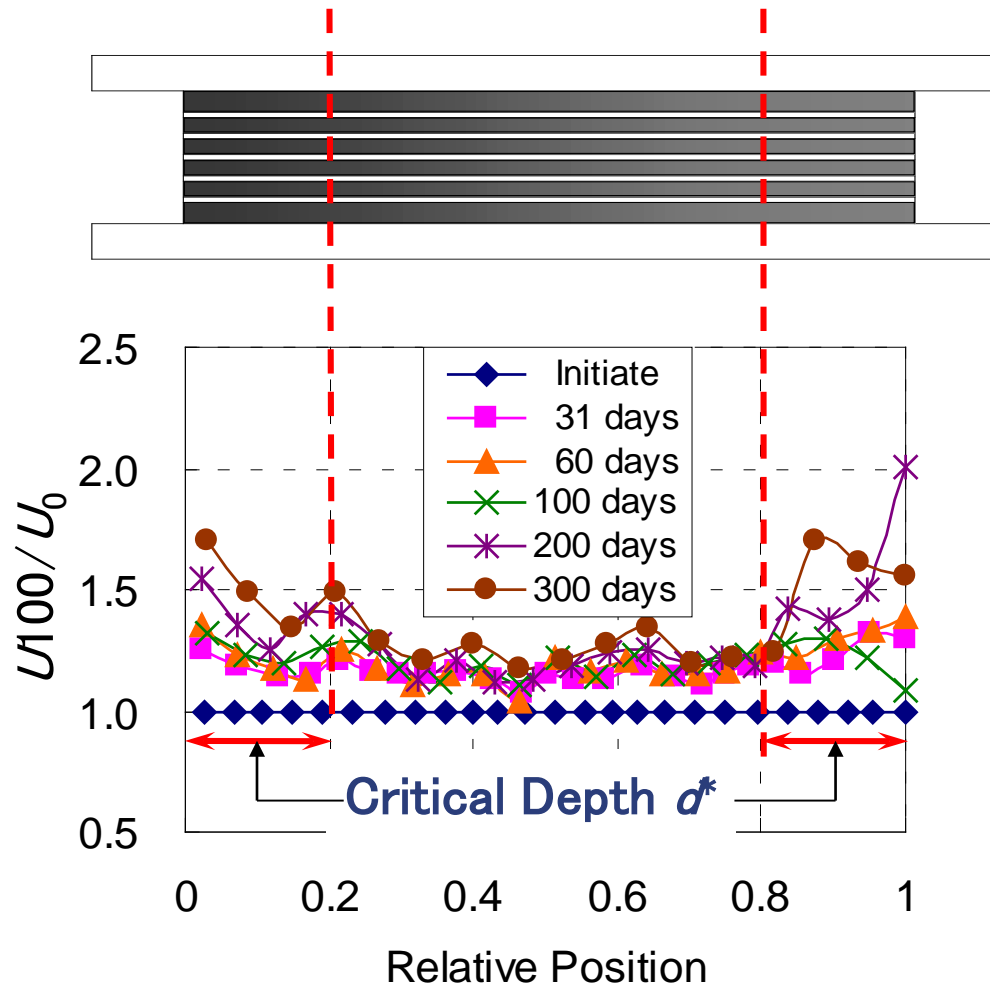 2.5
2.0
1.5
1.0
0.5
U100/U0
Initiate
31 days
60 days
100 days
200 days
300 days
Critical Depth d*
0 0.2 0.4 0.6 0.8 1
Relative Position